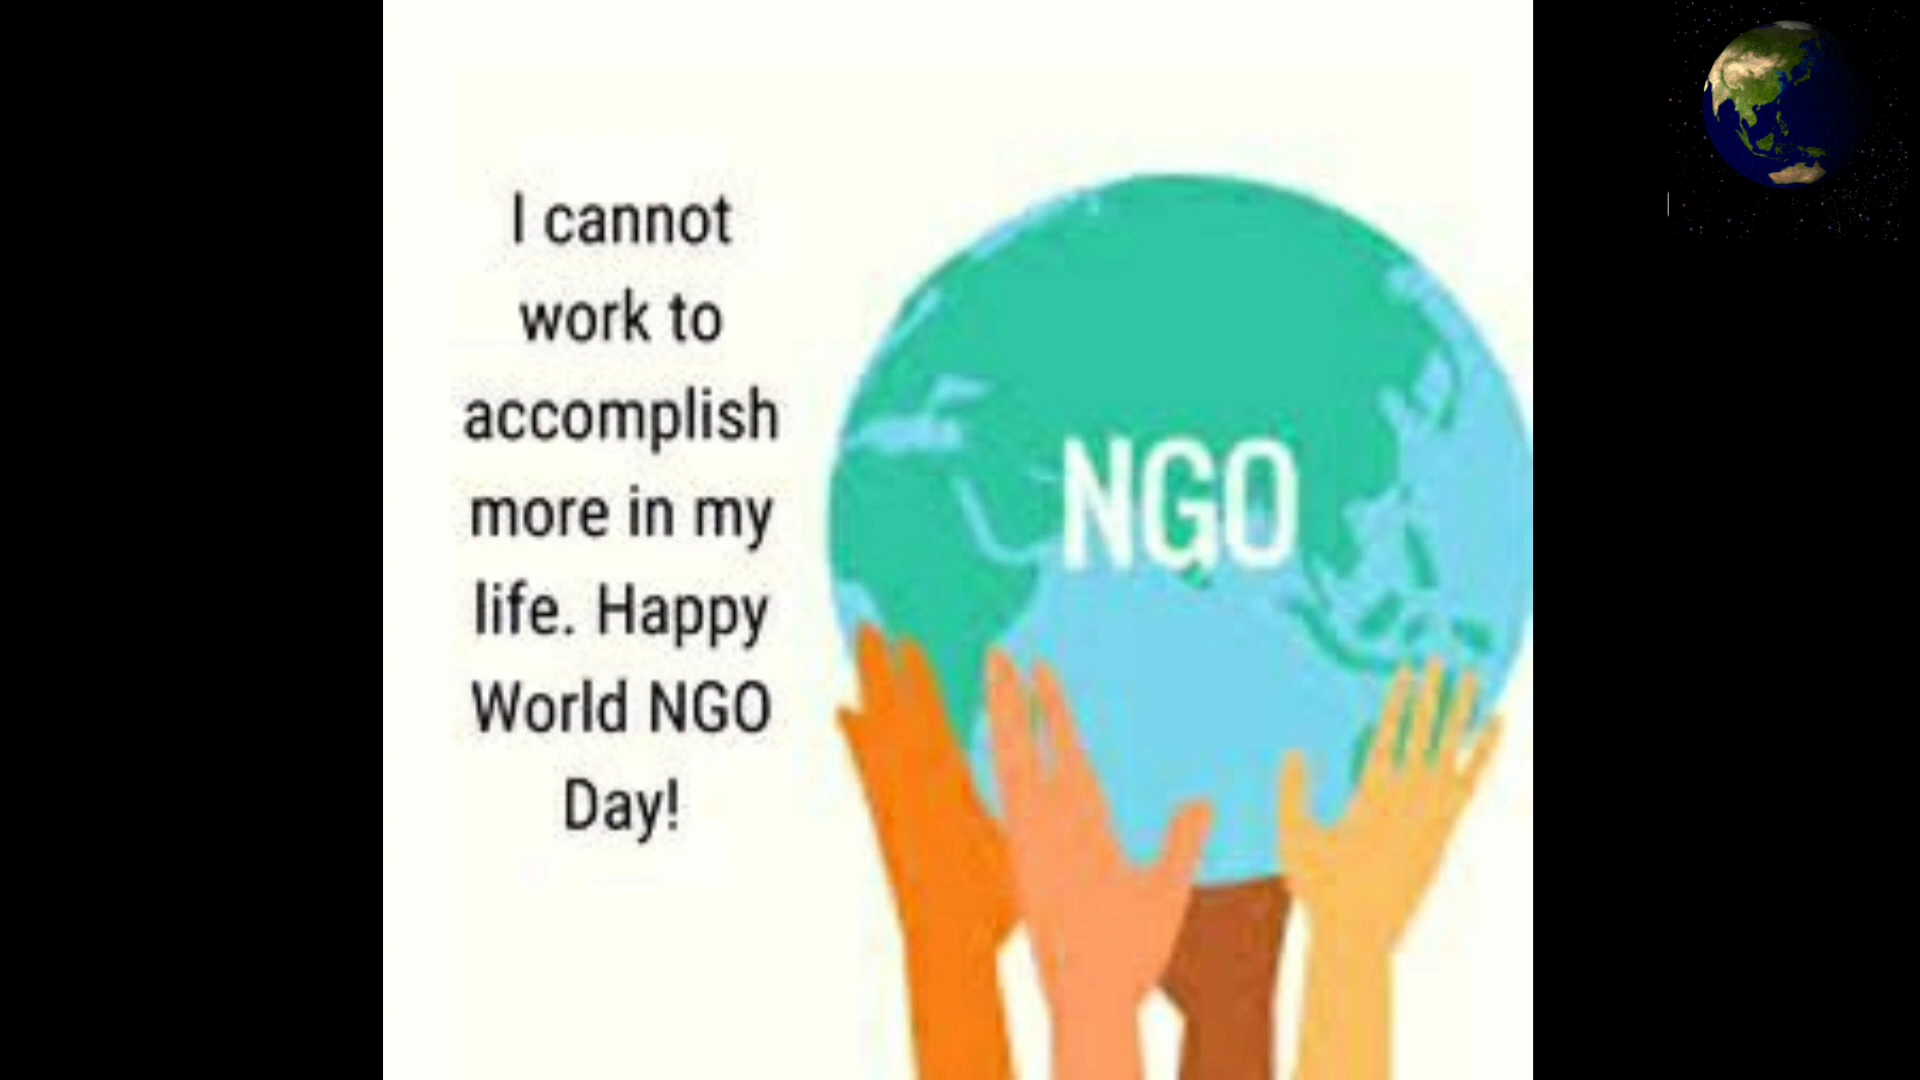 I cannot
work to
accomplish
more in my
life. Happy
World NGO
Day!
NGO